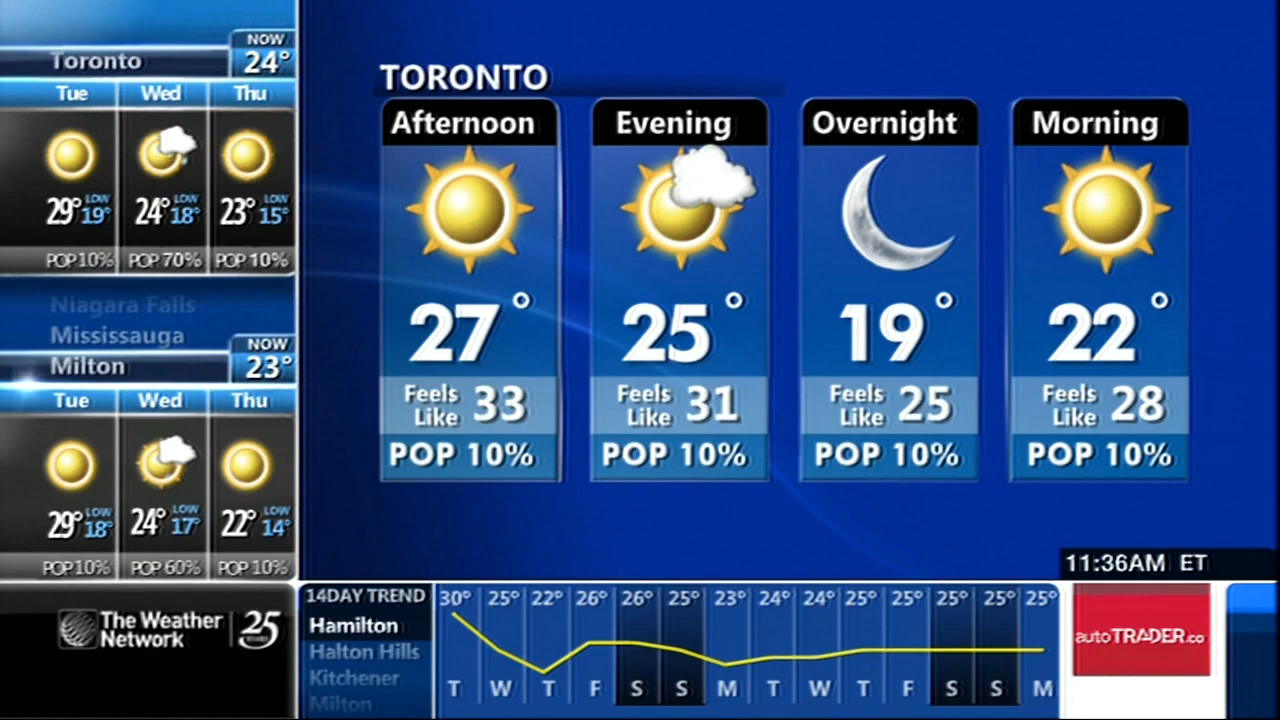 Toronto
NOW
24°
Tue Wed Thu
29° LOW 19° 24° LOW 18° 23° LOW 15°
POP 10% POP 70% POP 10%
Niagara Falls
Mississauga
Milton
NOW
23°
Tue Wed Thu
29° LOW 18° 24° LOW 17° 22° LOW 14°
POP 10% POP 60% POP 10%
The Weather
Network
25
TORONTO
Afternoon Evening Overnight Morning
27° 25° 19° 22°
Feels Like 33 Feels Like 31 Feels Like 25 Feels Like 28
POP 10% POP 10% POP 10% POP 10%
11:36AM ET
14DAY TREND
Hamilton
Halton Hills
Kitchener
Milton
30° 25° 22° 26° 26° 25° 23° 24° 24° 25° 25° 25° 25° 25°
T W T F S S M T W T F S S M
autoTRADER.co